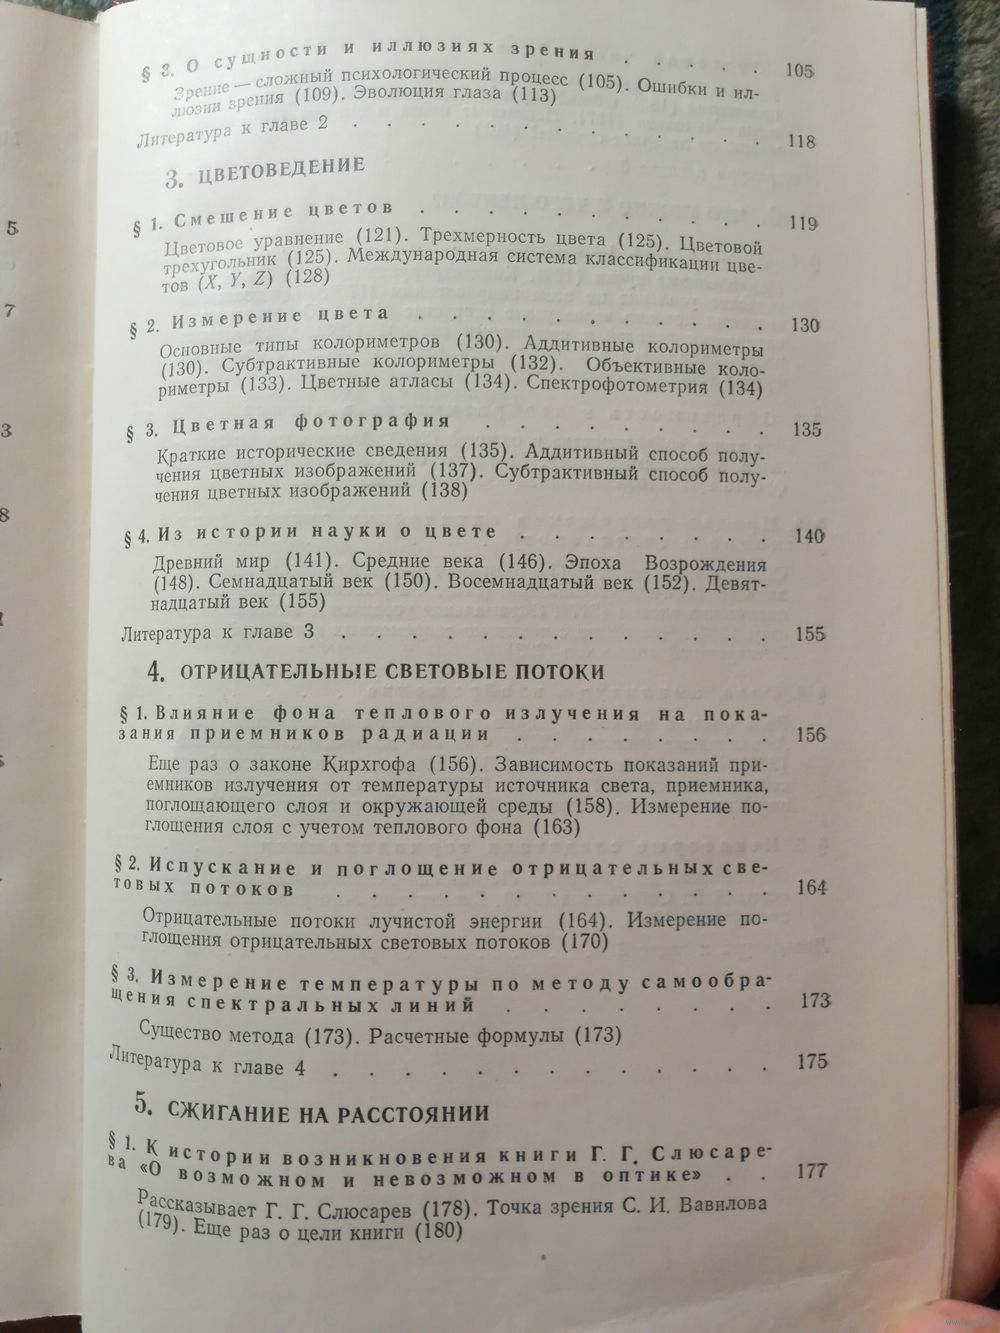 § 3. О сущности и иллюзиях зрения . . . . 105
Зрение — сложный психологический процесс (105). Ошибки и ил-
люзии зрения (109). Эволюция глаза (113)
Литература к главе 2 . . . . . . . . . . . . . 118
3. ЦВЕТОВЕДЕНИЕ
§ 1. Смешение цветов . . . . . . . . . . 119
Цветовое уравнение (121). Трехмерность цвета (125). Цветовой
трехугольник (125). Международная система классификации цве-
тов (X, Y, Z) (128)
§ 2. Измерение цвета . . . . . . . . . . 130
Основные типы колориметров (130). Аддитивные колориметры
(130). Субтрактивные колориметры (132). Объективные коло-
риметры (133). Цветные атласы (134). Спектрофотометрия (134)
§ 3. Цветная фотография . . . . . . . . 135
Краткие исторические сведения (135). Аддитивный способ полу-
чения цветных изображений (137). Субтрактивный способ полу-
чения цветных изображений (138)
§ 4. Из истории науки о цвете . . . . . . . 140
Древний мир (141). Средние века (146). Эпоха Возрождения
(148). Семнадцатый век (150). Восемнадцатый век (152). Девят-
надцатый век (155)
Литература к главе 3 . . . . . . . . . . . . . 155
4. ОТРИЦАТЕЛЬНЫЕ СВЕТОВЫЕ ПОТОКИ
§ 1. Влияние фона теплового излучения на пока-
зания приемников радиации . . . . . . . . 156
Еще раз о законе Кирхгофа (156). Зависимость показаний при-
емников излучения от температуры источника света, приемника,
поглощающего слоя и окружающей среды (158). Измерение по-
глощения слоя с учетом теплового фона (163)
§ 2. Испускание и поглощение отрицательных све-
товых потоков . . . . . . . . . . . . 164
Отрицательные потоки лучистой энергии (164). Измерение по-
глощения отрицательных световых потоков (170)
§ 3. Измерение температуры по методу самообра-
щения спектральных линий . . . . . . . . 173
Существо метода (173). Расчетные формулы (173)
Литература к главе 4 . . . . . . . . . . . . . 175
5. СЖИГАНИЕ НА РАССТОЯНИИ
§ 1. К истории возникновения книги Г. Г. Слюсаре-
ва «О возможном и невозможном в оптике» . . 177
Рассказывает Г. Г. Слюсарев (178). Точка зрения С. И. Вавилова
(179). Еще раз о цели книги (180)
5
7
3
8